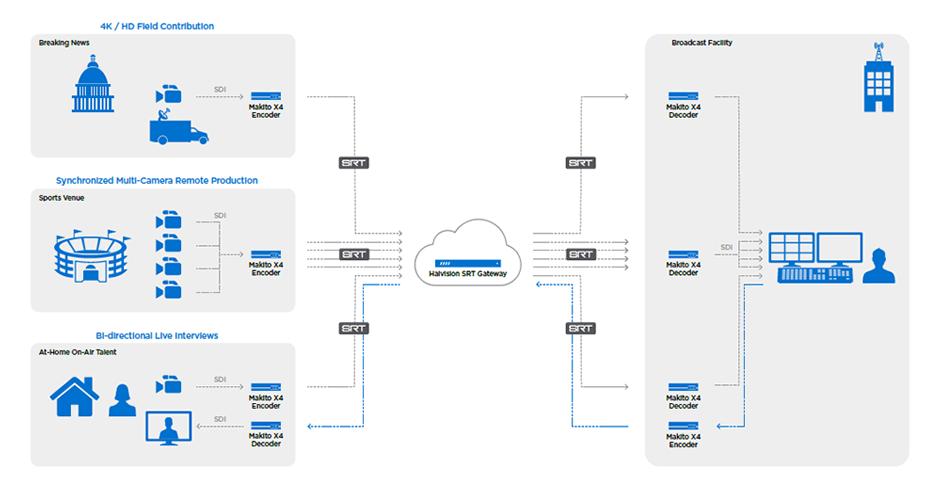 4K / HD Field Contribution
Breaking News
SDI
Makito X4
Encoder
Synchronized Multi-Camera Remote Production
Sports Venue
SDI
Makito X4
Encoder
Bi-directional Live Interviews
At-Home On-Air Talent
SDI
Makito X4
Encoder
SDI
Makito X4
Decoder
SRT
SRT
SRT
Haivision SRT Gateway
SRT
SRT
SRT
Broadcast Facility
Makito X4
Decoder
Makito X4
Decoder
SDI
Makito X4
Decoder
Makito X4
Encoder